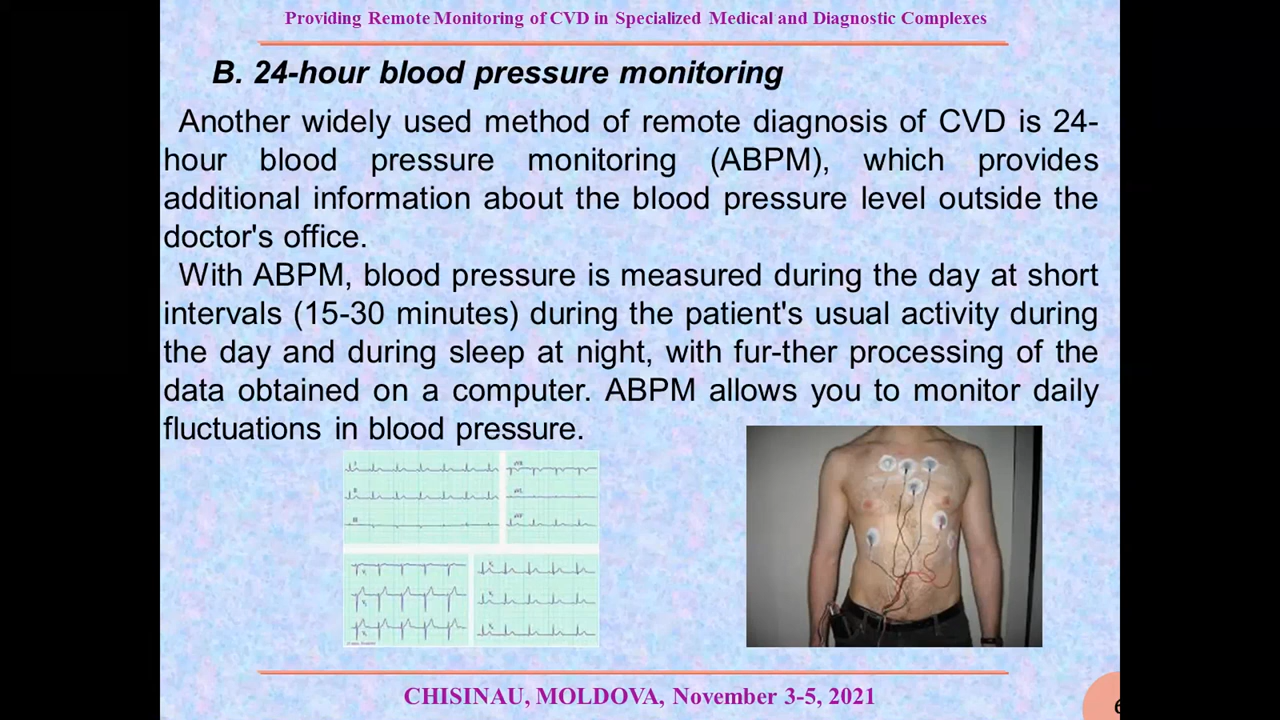 Providing Remote Monitoring of CVD in Specialized Medical and Diagnostic Complexes
B. 24-hour blood pressure monitoring
Another widely used method of remote diagnosis of CVD is 24-
hour blood pressure monitoring (ABPM), which provides
additional information about the blood pressure level outside the
doctor's office.
With ABPM, blood pressure is measured during the day at short
intervals (15-30 minutes) during the patient's usual activity during
the day and during sleep at night, with fur-ther processing of the
data obtained on a computer. ABPM allows you to monitor daily
fluctuations in blood pressure.
CHISINAU, MOLDOVA, November 3-5, 2021